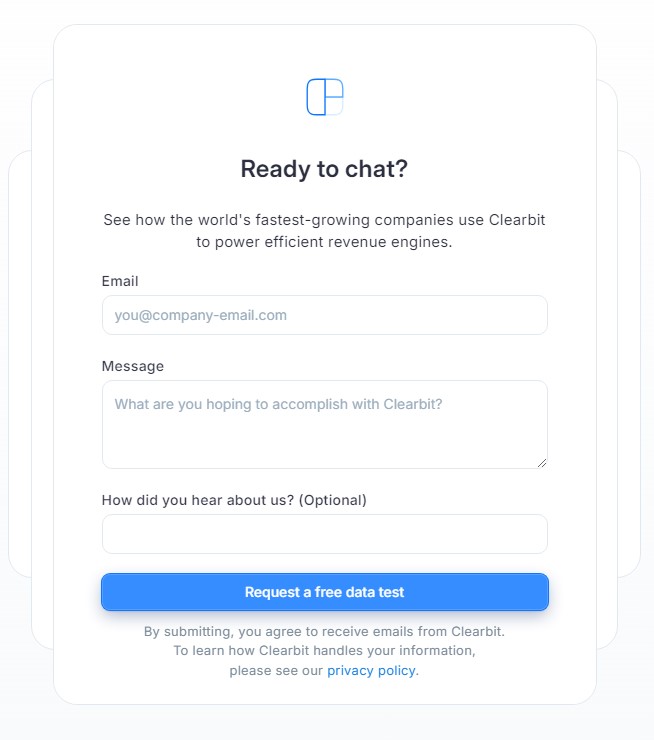 Ready to chat?
See how the world's fastest-growing companies use Clearbit
to power efficient revenue engines.
Email
you@company-email.com
Message
What are you hoping to accomplish with Clearbit?
How did you hear about us? (Optional)
Request a free data test
By submitting, you agree to receive emails from Clearbit.
To learn how Clearbit handles your information,
please see our privacy policy.